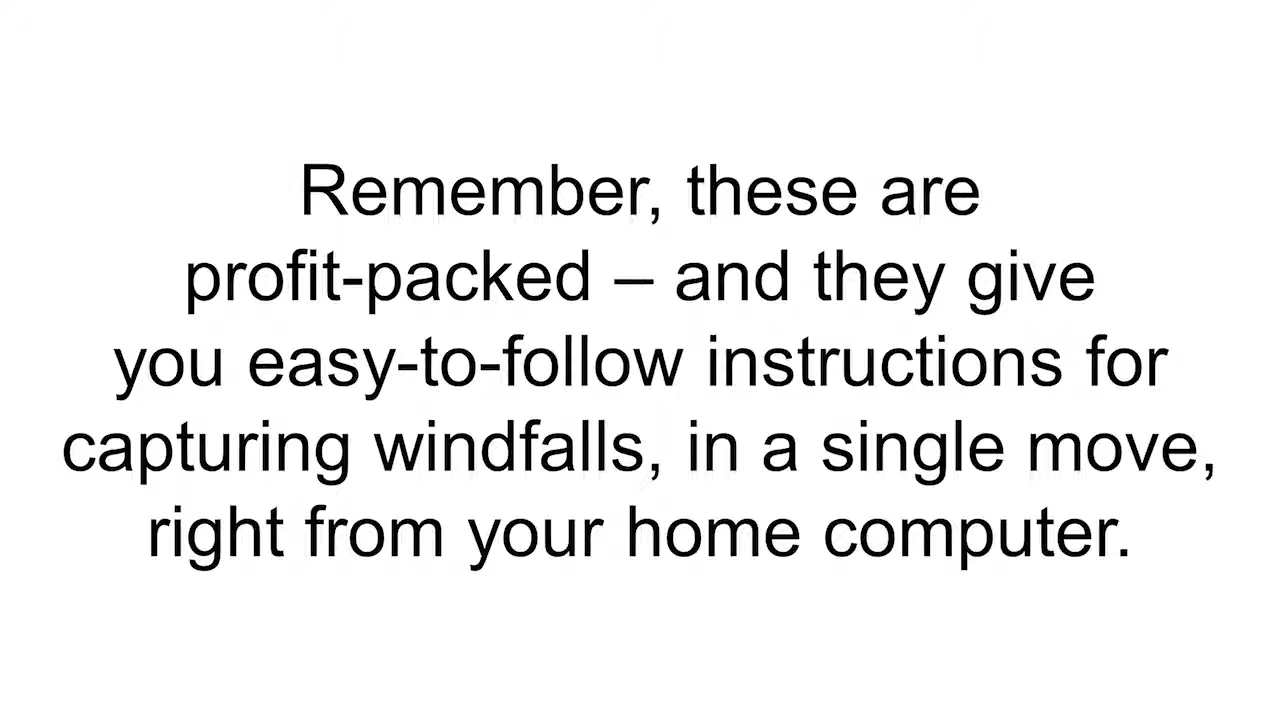 Remember, these are
profit-packed – and they give
you easy-to-follow instructions for
capturing windfalls, in a single move,
right from your home computer.